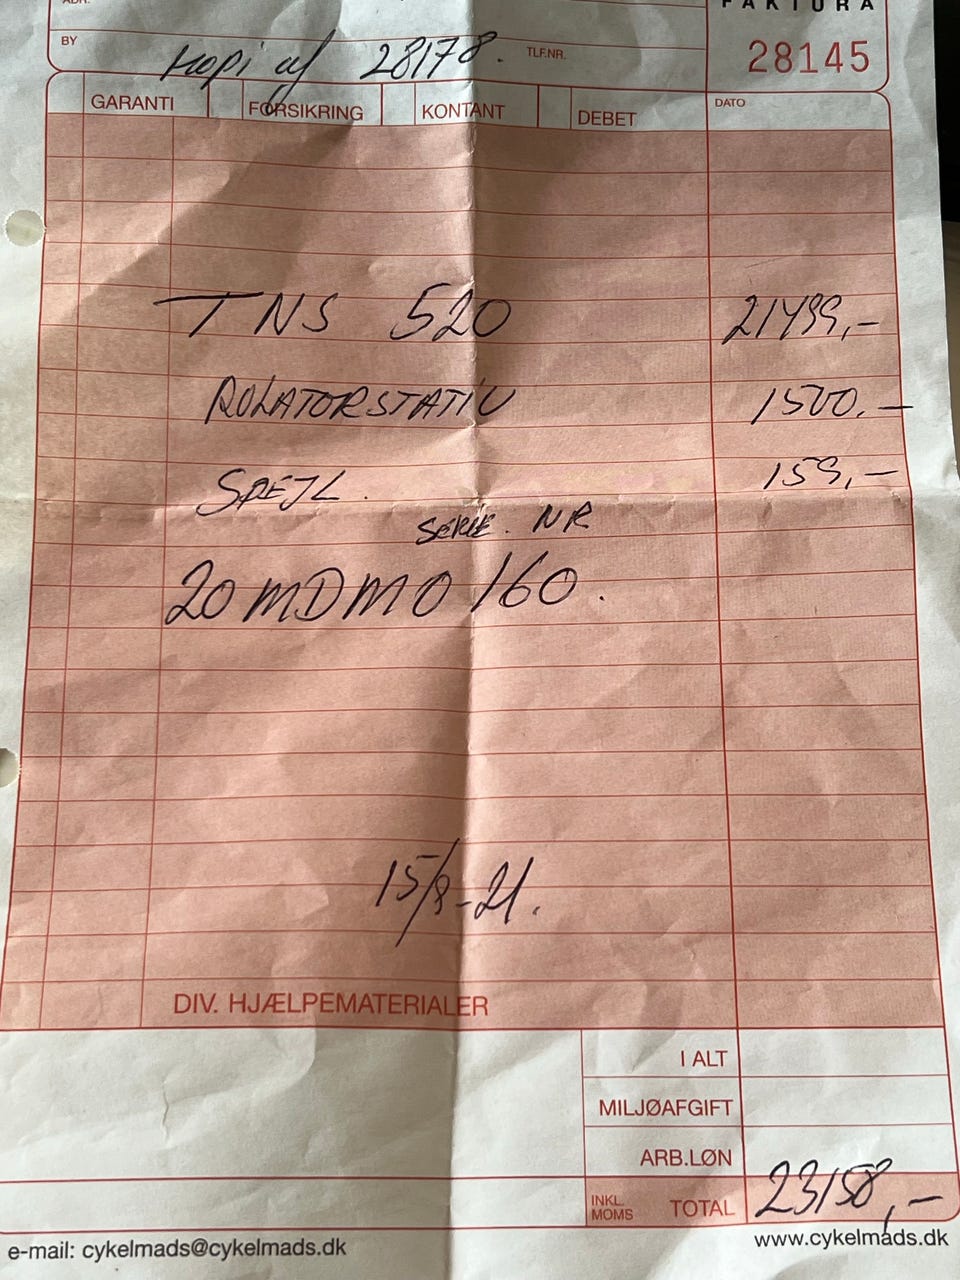 ADR.
FAKTURA
BY Kopi af 28178. TLF.NR. 28145
GARANTI FORSIKRING KONTANT DEBET DATO
TNS 520 21499,-
ROLATORSTATIV 1500,-
SPEJL. 159,-
SERIE. NR
20MDMO160.
15/8-21.
DIV. HJÆLPEMATERIALER
I ALT
MILJØAFGIFT
ARB.LØN
INKL. MOMS TOTAL 23158,-
e-mail: cykelmads@cykelmads.dk www.cykelmads.dk